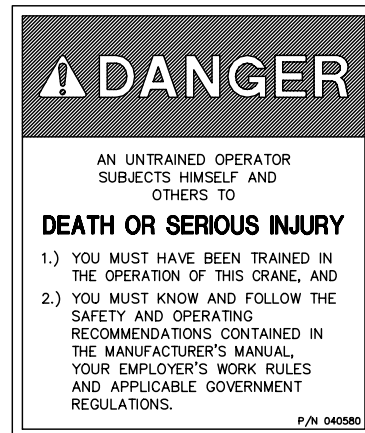 DANGER
AN UNTRAINED OPERATOR
SUBJECTS HIMSELF AND
OTHERS TO
DEATH OR SERIOUS INJURY
1.) YOU MUST HAVE BEEN TRAINED IN
THE OPERATION OF THIS CRANE, AND
2.) YOU MUST KNOW AND FOLLOW THE
SAFETY AND OPERATING
RECOMMENDATIONS CONTAINED IN
THE MANUFACTURER'S MANUAL,
YOUR EMPLOYER'S WORK RULES
AND APPLICABLE GOVERNMENT
REGULATIONS.
P/N 040580